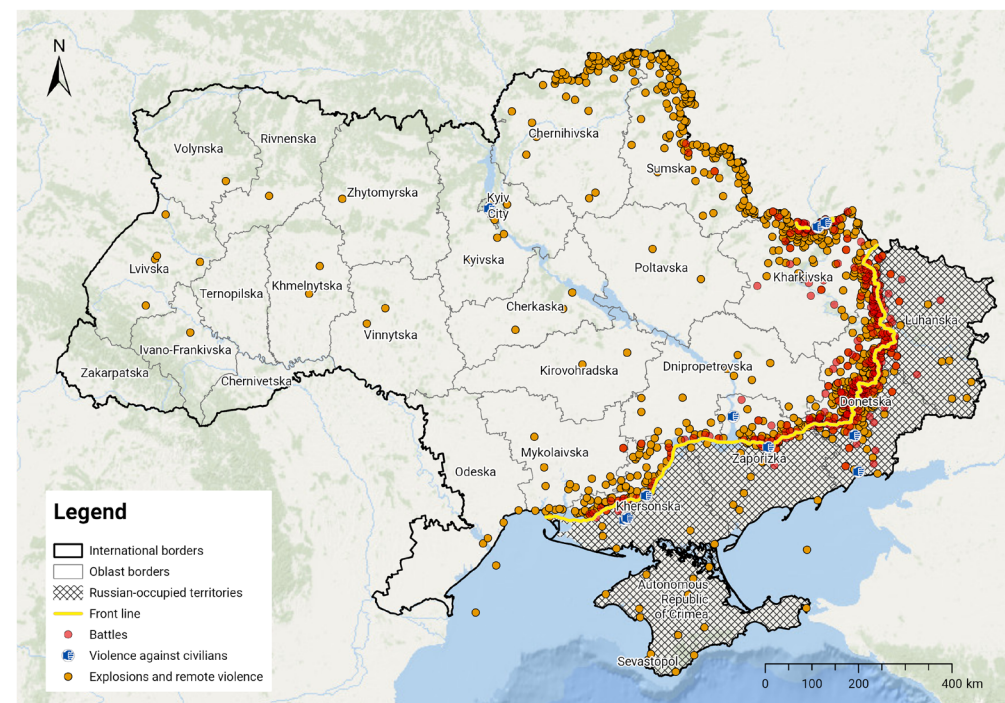 N
Chernihivska
Rivnenska
Volynska
Sumska
Zhytomyrska
Kyiv
City
Kyivska
Poltavska
Kharkivska
Lvivska
Khmelnytska
Ternopilska
Cherkaska
Luhanska
Vinnytska
Ivano-Frankivska
Zakarpatska
Chernivetska
Kirovohradska
Dnipropetrovska
Donetska
Mykolaivska
Zaporizka
Odeska
Khersonska
Autonomous
Republic
of Crimea
Sevastopol
Legend
International borders
Oblast borders
Russian-occupied territories
Front line
Battles
Violence against civilians
Explosions and remote violence
0 100 200 400 km